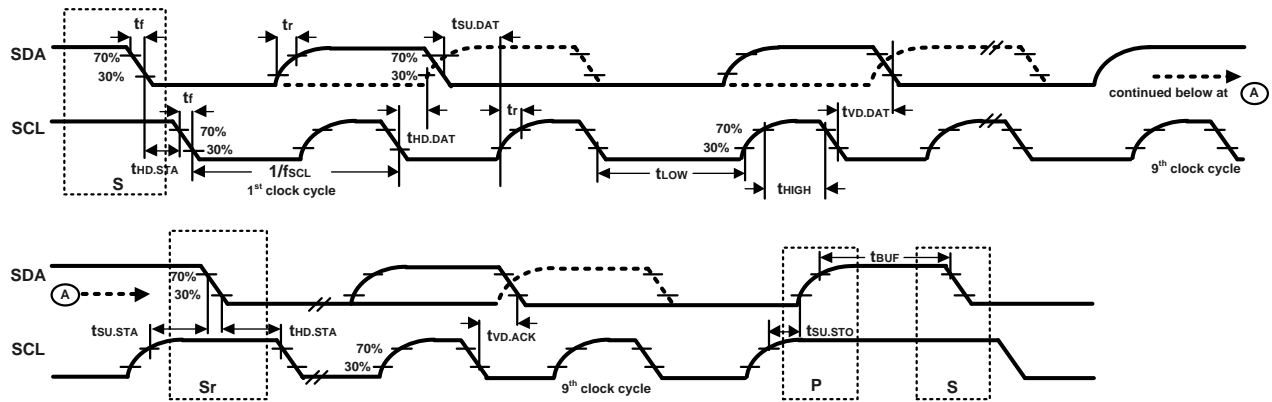 tf
tr
tSU.DAT
SDA
70%
30%
70%
30%
continued below at A
tf
tHD.DAT
tr
tVD.DAT
SCL
70%
30%
70%
30%
tHD.STA
1/fSCL
tLOW
tHIGH
S
1st clock cycle
9th clock cycle
tBUF
SDA
70%
30%
A
tSU.STA
tHD.STA
tVD.ACK
tSU.STO
SCL
70%
30%
Sr
9th clock cycle
P
S